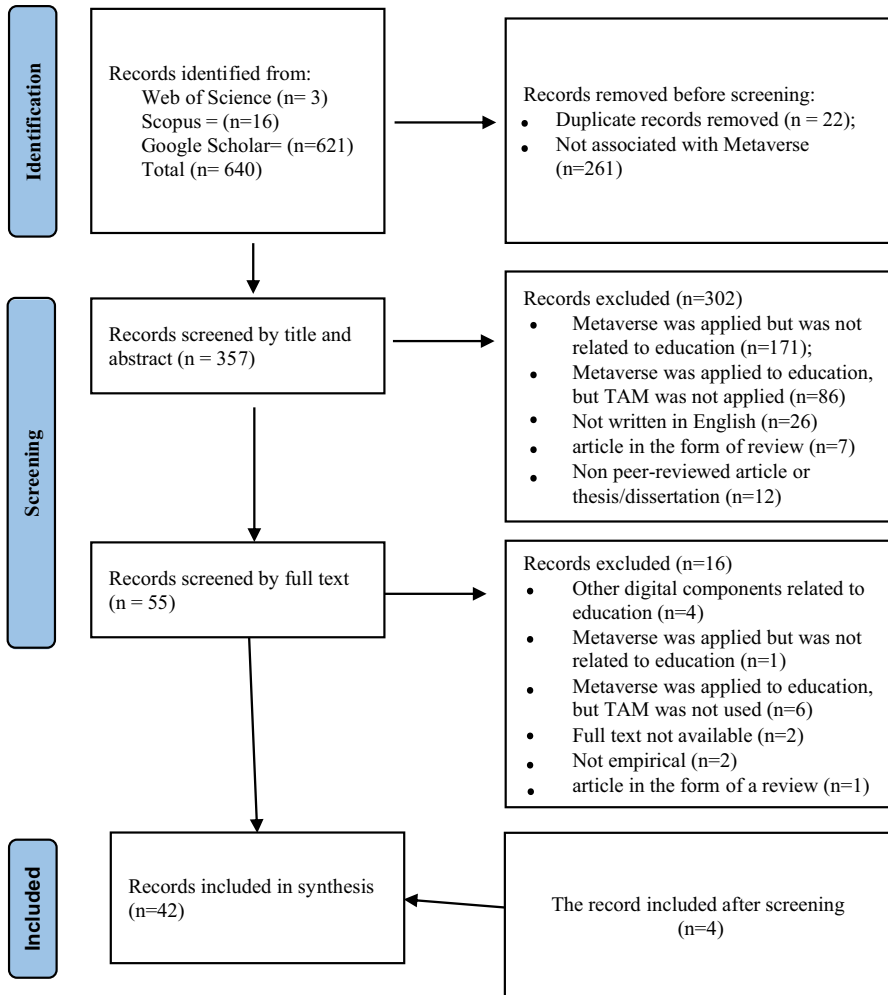 Identification
Records identified from:
Web of Science (n= 3)
Scopus = (n=16)
Google Scholar= (n=621)
Total (n= 640)
Records removed before screening:
• Duplicate records removed (n = 22);
• Not associated with Metaverse
(n=261)
Screening
Records screened by title and
abstract (n = 357)
Records excluded (n=302)
• Metaverse was applied but was not
related to education (n=171);
• Metaverse was applied to education,
but TAM was not applied (n=86)
• Not written in English (n=26)
• article in the form of review (n=7)
• Non peer-reviewed article or
thesis/dissertation (n=12)
Records screened by full text
(n = 55)
Records excluded (n=16)
• Other digital components related to
education (n=4)
• Metaverse was applied but was not
related to education (n=1)
• Metaverse was applied to education,
but TAM was not used (n=6)
• Full text not available (n=2)
• Not empirical (n=2)
• article in the form of a review (n=1)
Included
Records included in synthesis
(n=42)
The record included after screening
(n=4)